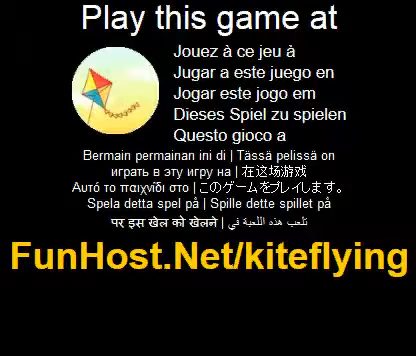 Play this game at
Jouez à ce jeu à
Jugar a este juego en
Jogar este jogo em
Dieses Spiel zu spielen
Questo gioco a
Bermain permainan ini di | Tässä pelissä on
играть в эту игру на | 在这场游戏
Αυτό το παιχνίδι στο | このゲームをプレイします。
Spela detta spel på | Spille dette spillet på
पर इस खेल को खेलने | تلعب هذه اللعبة في
FunHost.Net/kiteflying